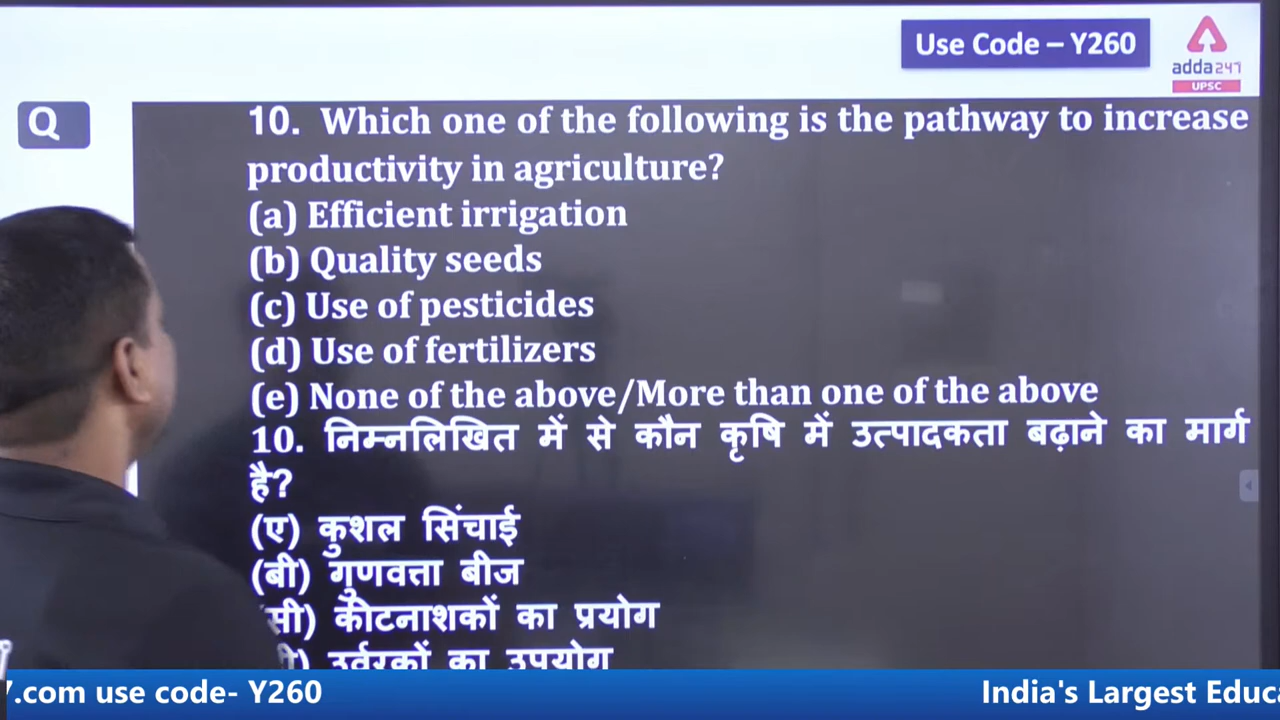 Use Code – Y260
adda247
UPSC
Q
10. Which one of the following is the pathway to increase
productivity in agriculture?
(a) Efficient irrigation
(b) Quality seeds
(c) Use of pesticides
(d) Use of fertilizers
(e) None of the above/More than one of the above
10. निम्नलिखित में से कौन कृषि में उत्पादकता बढ़ाने का मार्ग
है?
(ए) कुशल सिंचाई
(बी) गुणवत्ता बीज
सी) कीटनाशकों का प्रयोग
उर्वरकों का उपयोग
.com use code- Y260
India's Largest